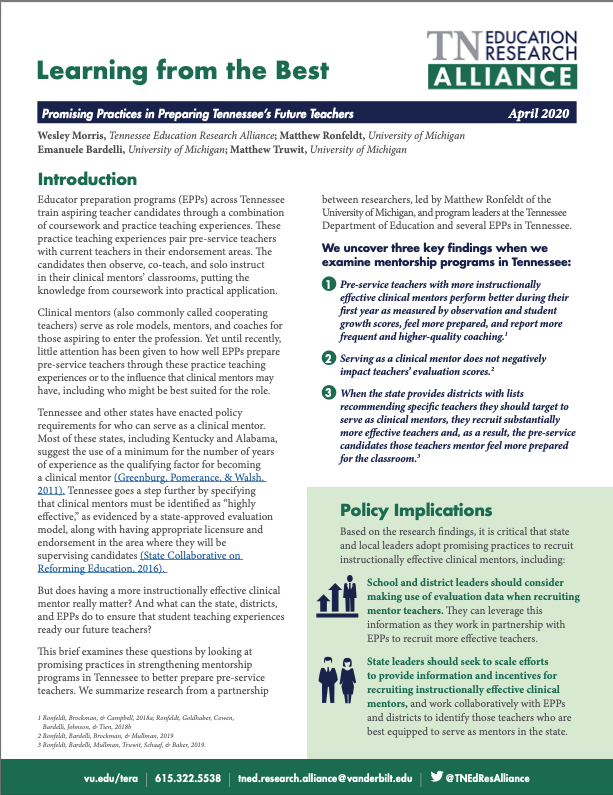 TN EDUCATION
RESEARCH
ALLIANCE
Learning from the Best
Promising Practices in Preparing Tennessee's Future Teachers
April 2020
Wesley Morris, Tennessee Education Research Alliance; Matthew Ronfeldt, University of Michigan
Emanuele Bardelli, University of Michigan; Matthew Truwit, University of Michigan
Introduction
Educator preparation programs (EPPs) across Tennessee
train aspiring teacher candidates through a combination
of coursework and practice teaching experiences. These
practice teaching experiences pair pre-service teachers
with current teachers in their endorsement areas. The
candidates then observe, co-teach, and solo instruct
in their clinical mentors' classrooms, putting the
knowledge from coursework into practical application.
Clinical mentors (also commonly called cooperating
teachers) serve as role models, mentors, and coaches for
those aspiring to enter the profession. Yet until recently,
little attention has been given to how well EPPs prepare
pre-service teachers through these practice teaching
experiences or to the influence that clinical mentors may
have, including who might be best suited for the role.
Tennessee and other states have enacted policy
requirements for who can serve as a clinical mentor.
Most of these states, including Kentucky and Alabama,
suggest the use of a minimum for the number of years
of experience as the qualifying factor for becoming
a clinical mentor (Greenburg, Pomerance, & Walsh,
2011). Tennessee goes a step further by specifying
that clinical mentors must be identified as "highly
effective," as evidenced by a state-approved evaluation
model, along with having appropriate licensure and
endorsement in the area where they will be
supervising candidates (State Collaborative on
Reforming Education, 2016).
But does having a more instructionally effective clinical
mentor really matter? And what can the state, districts,
and EPPs do to ensure that student teaching experiences
ready our future teachers?
This brief examines these questions by looking at
promising practices in strengthening mentorship
programs in Tennessee to better prepare pre-service
teachers. We summarize research from a partnership
1 Ronfeldt, Brockman, & Campbell, 2018a; Ronfeldt, Goldhaber, Cowen,
Bardelli, Johnson, & Tien, 2018b
2 Ronfeldt, Bardelli, Brockman, & Mullman, 2019
3 Ronfeldt, Bardelli, Mullman, Truwit, Schaaf, & Baker, 2019.
between researchers, led by Matthew Ronfeldt of the
University of Michigan, and program leaders at the Tennessee
Department of Education and several EPPs in Tennessee.
We uncover three key findings when we
examine mentorship programs in Tennessee:
1 Pre-service teachers with more instructionally
effective clinical mentors perform better during their
first year as measured by observation and student
growth scores, feel more prepared, and report more
frequent and higher-quality coaching.1
2 Serving as a clinical mentor does not negatively
impact teachers' evaluation scores.2
3 When the state provides districts with lists
recommending specific teachers they should target to
serve as clinical mentors, they recruit substantially
more effective teachers and, as a result, the pre-service
candidates those teachers mentor feel more prepared
for the classroom.3
Policy Implications
Based on the research findings, it is critical that state
and local leaders adopt promising practices to recruit
instructionally effective clinical mentors, including:
School and district leaders should consider
making use of evaluation data when recruiting
mentor teachers. They can leverage this
information as they work in partnership with
EPPs to recruit more effective teachers.
State leaders should seek to scale efforts
to provide information and incentives for
recruiting instructionally effective clinical
mentors, and work collaboratively with EPPs
and districts to identify those teachers who are
best equipped to serve as mentors in the state.
vu.edu/tera | 615.322.5538 | tned.research.alliance@vanderbilt.edu | @TNEdResAlliance